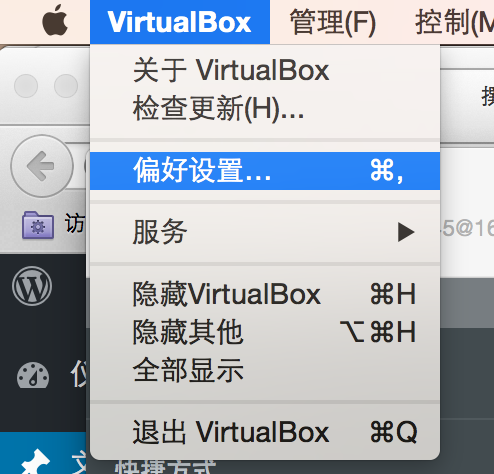 VirtualBox 管理(F) 控制(M
关于 VirtualBox
检查更新(H)...
偏好设置... ⌘,
服务 ▶
隐藏VirtualBox ⌘H
隐藏其他 ⌥⌘H
全部显示
退出 VirtualBox ⌘Q
撰
访
5@16
快捷方式